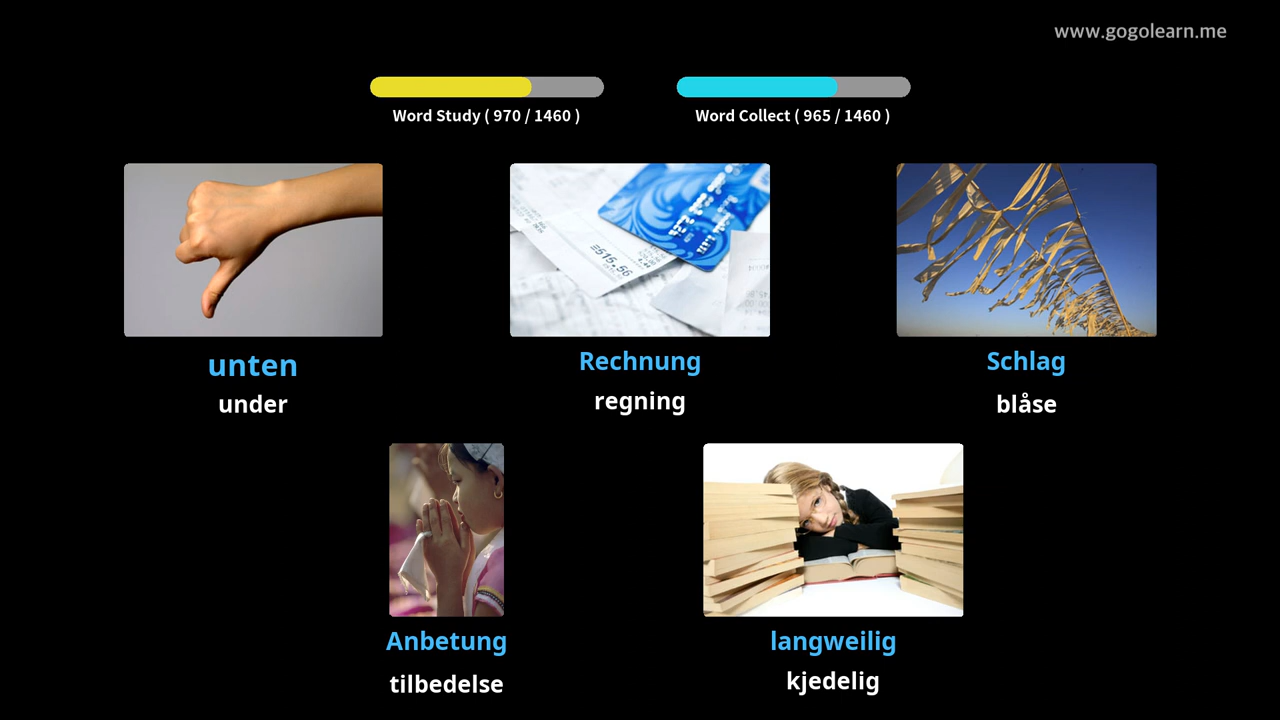 www.gogolearn.me
Word Study ( 970 / 1460 )
Word Collect ( 965 / 1460 )
unten
under
Rechnung
regning
Schlag
blåse
Anbetung
tilbedelse
langweilig
kjedelig